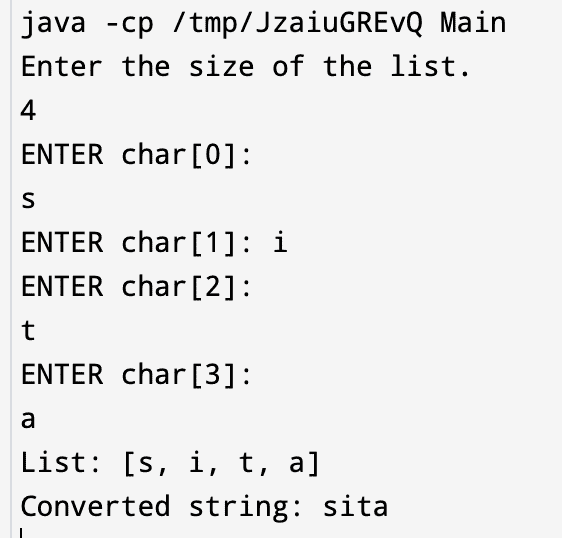 java -cp /tmp/JzaiuGREvQ Main
Enter the size of the list.
4
ENTER char[0]:
s
ENTER char[1]: i
ENTER char[2]:
t
ENTER char[3]:
a
List: [s, i, t, a]
Converted string: sita